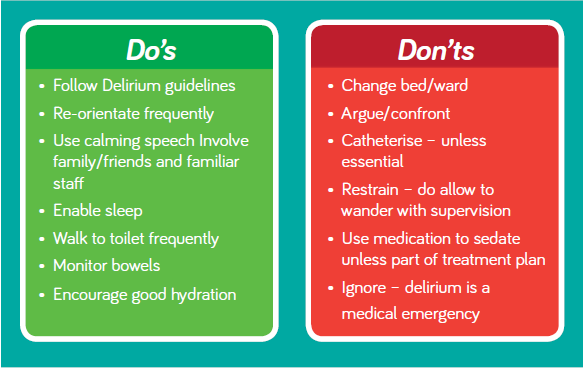 Do's
• Follow Delirium guidelines
• Re-orientate frequently
• Use calming speech Involve
family/friends and familiar
staff
• Enable sleep
• Walk to toilet frequently
• Monitor bowels
• Encourage good hydration
Don'ts
• Change bed/ward
• Argue/confront
• Catheterise – unless
essential
• Restrain – do allow to
wander with supervision
• Use medication to sedate
unless part of treatment plan
• Ignore – delirium is a
medical emergency